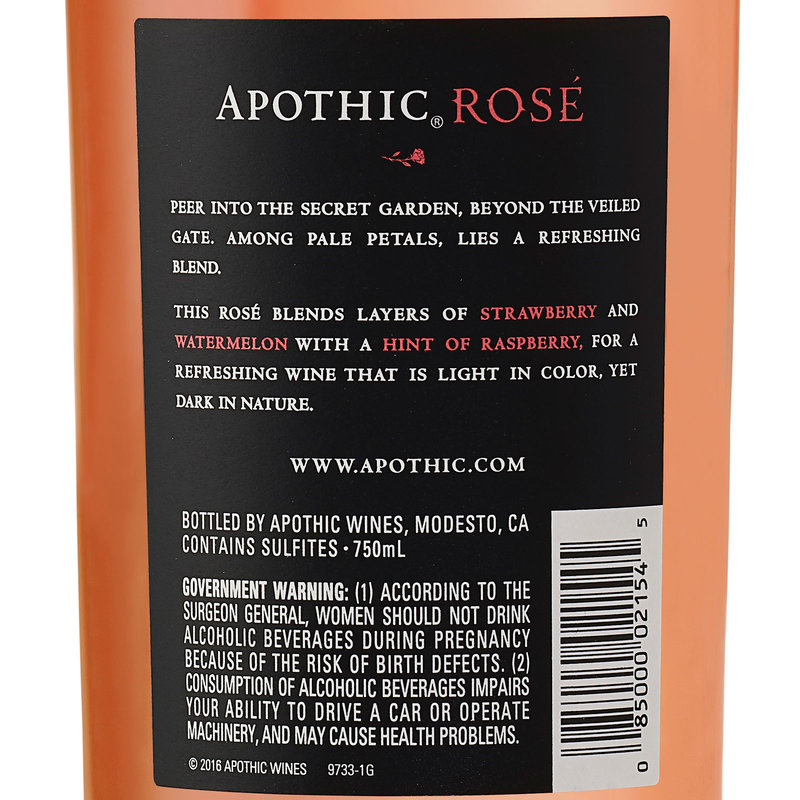 APOTHIC® ROSÉ
PEER INTO THE SECRET GARDEN, BEYOND THE VEILED
GATE. AMONG PALE PETALS, LIES A REFRESHING
BLEND.
THIS ROSÉ BLENDS LAYERS OF STRAWBERRY AND
WATERMELON WITH A HINT OF RASPBERRY, FOR A
REFRESHING WINE THAT IS LIGHT IN COLOR, YET
DARK IN NATURE.
WWW.APOTHIC.COM
BOTTLED BY APOTHIC WINES, MODESTO, CA
CONTAINS SULFITES • 750mL
GOVERNMENT WARNING: (1) ACCORDING TO THE
SURGEON GENERAL, WOMEN SHOULD NOT DRINK
ALCOHOLIC BEVERAGES DURING PREGNANCY
BECAUSE OF THE RISK OF BIRTH DEFECTS. (2)
CONSUMPTION OF ALCOHOLIC BEVERAGES IMPAIRS
YOUR ABILITY TO DRIVE A CAR OR OPERATE
MACHINERY, AND MAY CAUSE HEALTH PROBLEMS.
© 2016 APOTHIC WINES 9733-1G
0 85000 02154 5